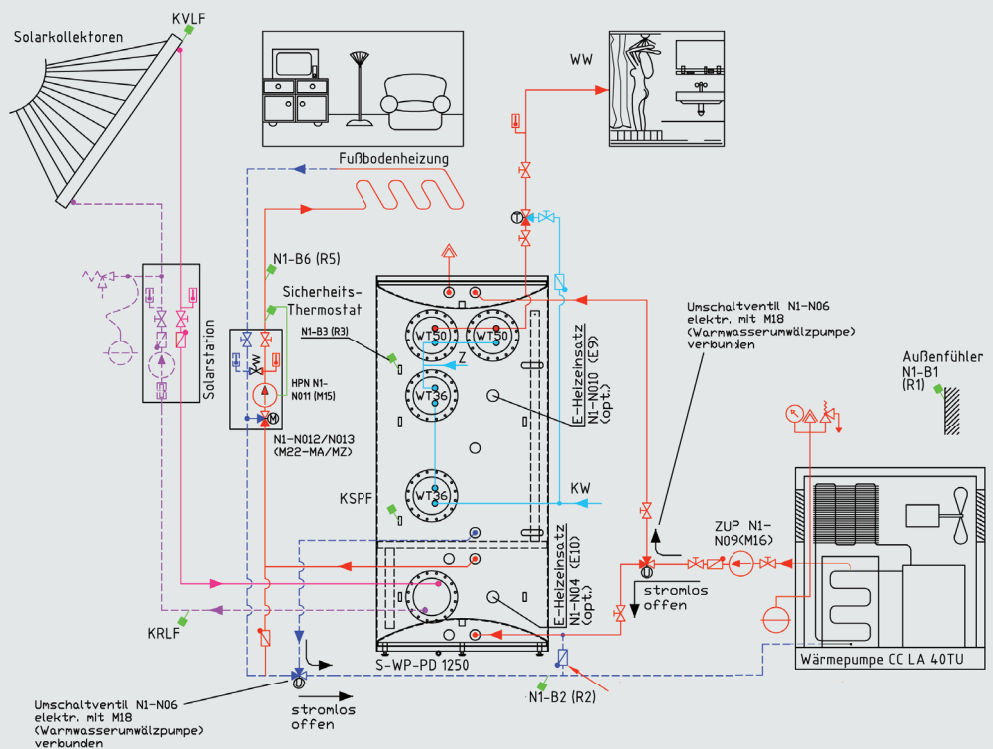 KVLF
Solarkollektoren
WW
Fußbodenheizung
N1-B6 (R5)
Sicherheits-
Thermostat
N1-B3 (R3)
Solarstation
W
HPN N1-
N011 (M15)
M
N1-N012/N013
(M22-MA/MZ)
T
WT50
WT50
Z
WT36
WT36
E-Heizeinsatz
N1-N010 (E9)
(opt.)
KSPF
KW
E-Heizeinsatz
N1-N04 (E10)
(opt.)
Umschaltventil N1-N06
elektr. mit M18
(Warmwasserumwälzpumpe)
verbunden
Außenfühler
N1-B1
(R1)
ZUP N1-
N09(M16)
stromlos
offen
KRLF
S-WP-PD 1250
N1-B2 (R2)
Wärmepumpe CC LA 40TU
Umschaltventil N1-N06
elektr. mit M18
(Warmwasserumwälzpumpe)
verbunden
stromlos
offen